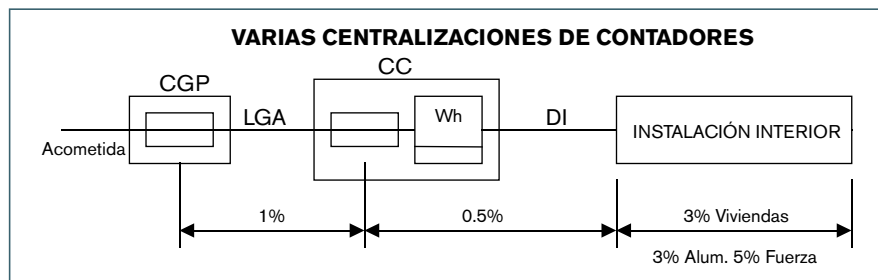 VARIAS CENTRALIZACIONES DE CONTADORES
CC
CGP
LGA
Wh
DI
INSTALACIÓN INTERIOR
Acometida
1%
0.5%
3% Viviendas
3% Alum. 5% Fuerza